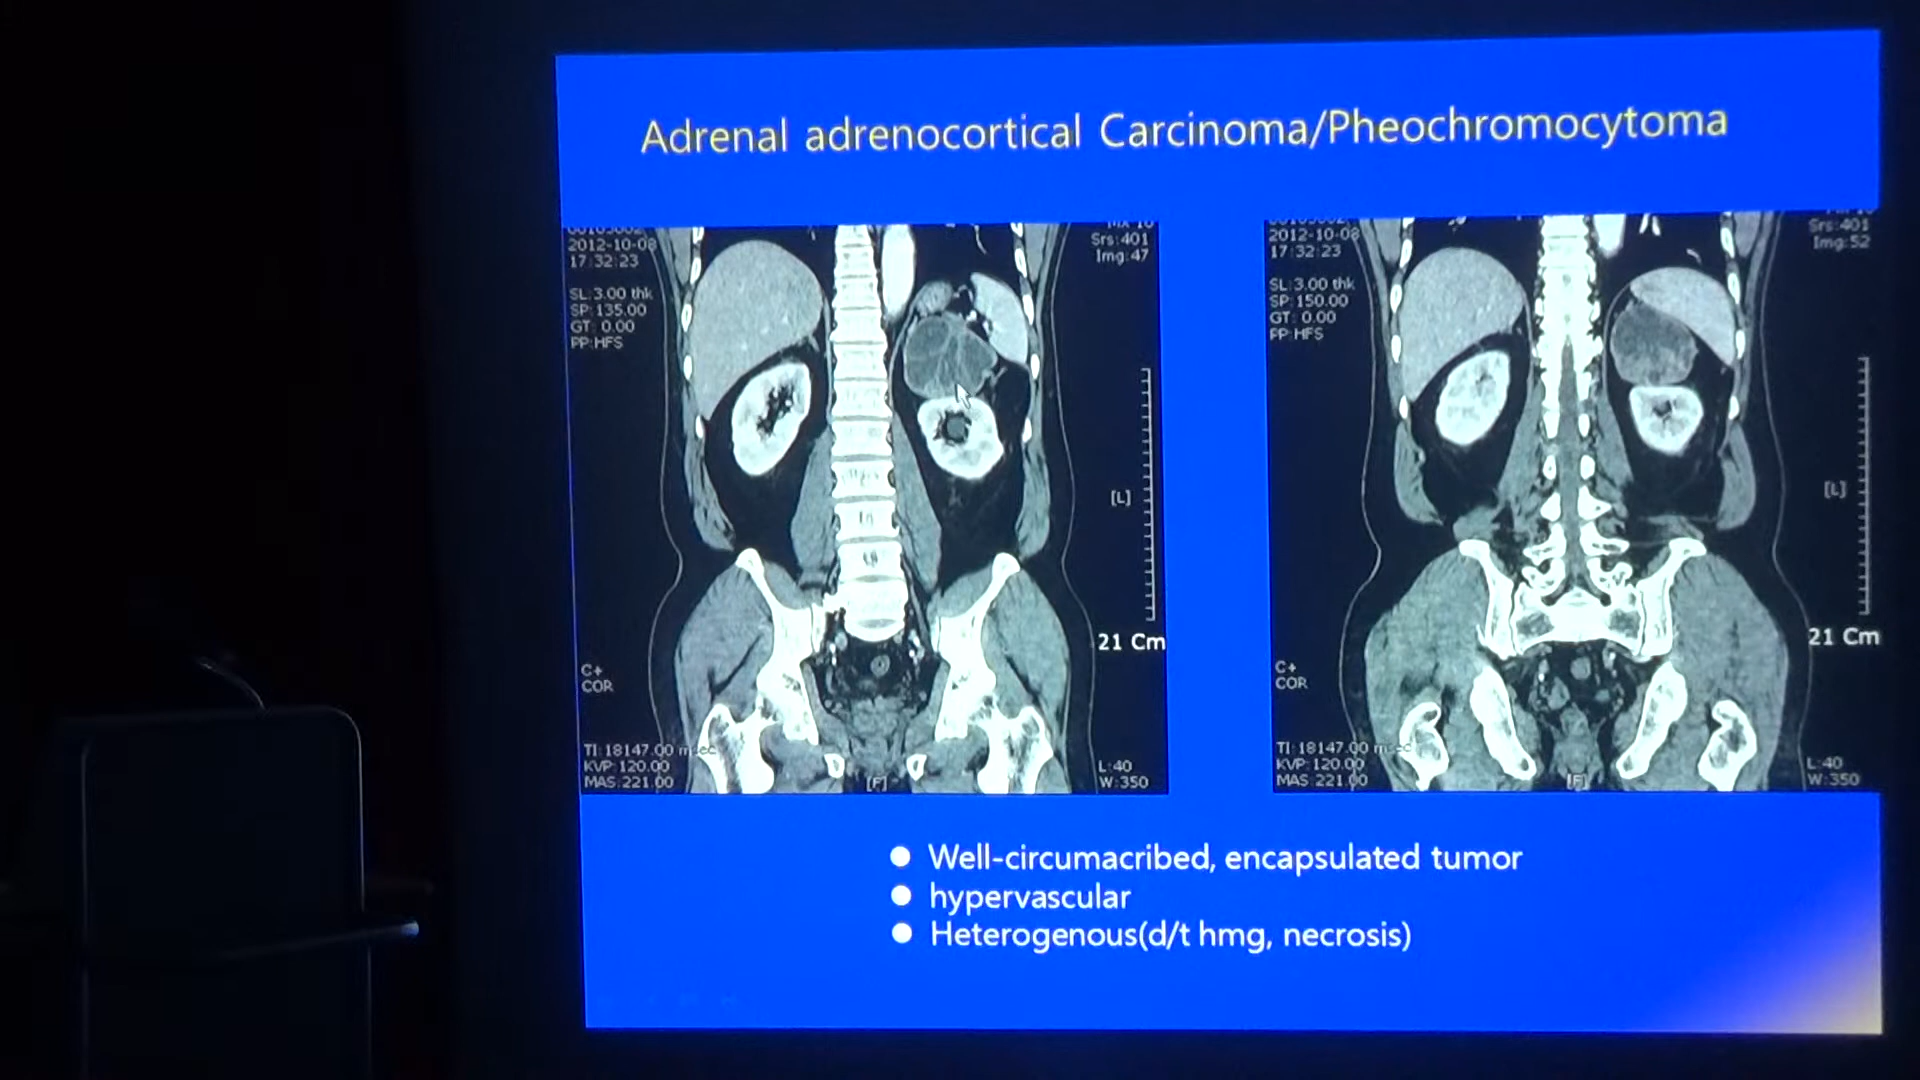 Adrenal adrenocortical Carcinoma/Pheochromocytoma
2012-10-08
17:32:23
SL:3.00 thk
SP:135.00
GT: 0.00
PP:HFS
Srs:401
Img:47
[L]
21 Cm
C+
COR
TI:18147.00 msec
KVP:120.00
MAS:221.00
[F]
L:40
W:350
2012-10-08
17:32:23
SL:3.00 thk
SP:150.00
GT: 0.00
PP:HFS
Srs:401
Img:52
[L]
21 Cm
C+
COR
TI:18147.00 msec
KVP:120.00
MAS:221.00
[F]
L:40
W:350
● Well-circumacribed, encapsulated tumor
● hypervascular
● Heterogenous(d/t hmg, necrosis)